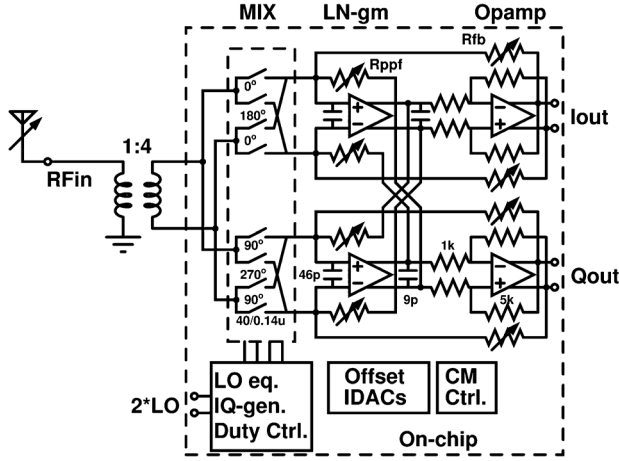 MIX LN-gm Opamp
Rfb
0° Rppf
180°
1:4 0° Iout
RFin
90° 1k
270° 46p Qout
90° 9p 5k
40/0.14u
LO eq. Offset CM
2*LO IQ-gen. IDACs Ctrl.
Duty Ctrl.
On-chip